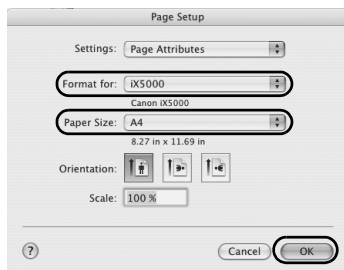 Page Setup
Settings: Page Attributes
Format for: iX5000
Canon iX5000
Paper Size: A4
8.27 in x 11.69 in
Orientation:
Scale: 100 %
? Cancel OK